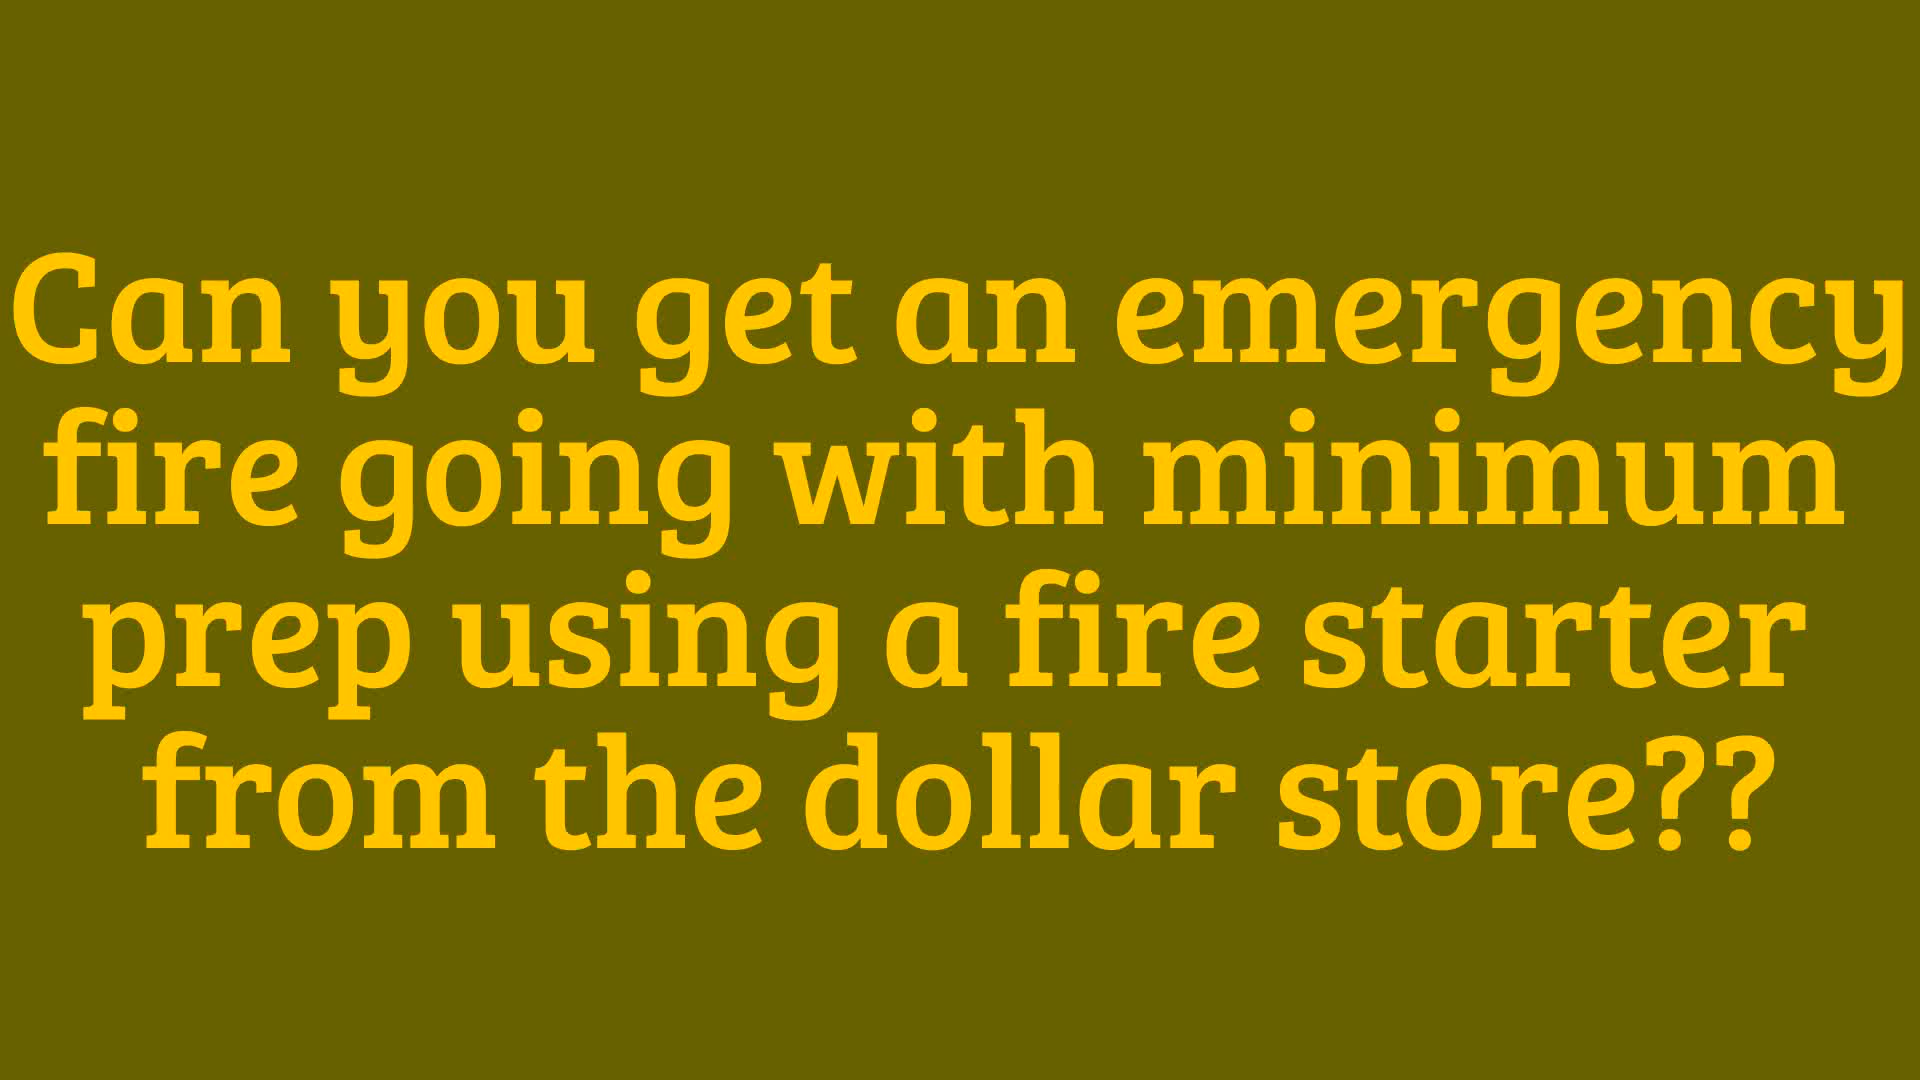 Can you get an emergency
fire going with minimum
prep using a fire starter
from the dollar store??